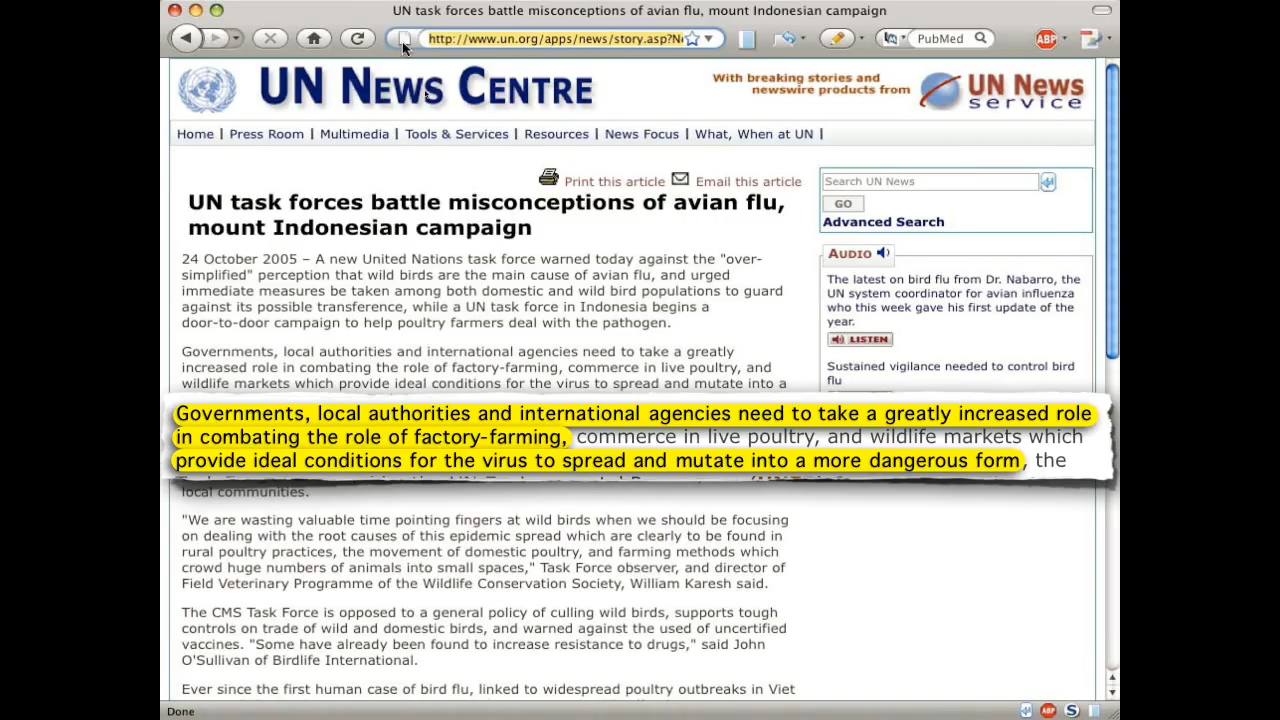 UN task forces battle misconceptions of avian flu, mount Indonesian campaign
http://www.un.org/apps/news/story.asp?N
PubMed
ABP
UN NEWS CENTRE
With breaking stories and
newswire products from
UN NEWS
service
Home | Press Room | Multimedia | Tools & Services | Resources | News Focus | What, When at UN |
Print this article Email this article
Search UN News
GO
Advanced Search
UN task forces battle misconceptions of avian flu,
mount Indonesian campaign
24 October 2005 – A new United Nations task force warned today against the "over-
simplified" perception that wild birds are the main cause of avian flu, and urged
immediate measures be taken among both domestic and wild bird populations to guard
against its possible transference, while a UN task force in Indonesia begins a
door-to-door campaign to help poultry farmers deal with the pathogen.
AUDIO
The latest on bird flu from Dr. Nabarro, the
UN system coordinator for avian influenza
who this week gave his first update of the
year.
LISTEN
Sustained vigilance needed to control bird
flu
Governments, local authorities and international agencies need to take a greatly
increased role in combating the role of factory-farming, commerce in live poultry, and
wildlife markets which provide ideal conditions for the virus to spread and mutate into a
Governments, local authorities and international agencies need to take a greatly increased role
in combating the role of factory-farming, commerce in live poultry, and wildlife markets which
provide ideal conditions for the virus to spread and mutate into a more dangerous form, the
local communities.
"We are wasting valuable time pointing fingers at wild birds when we should be focusing
on dealing with the root causes of this epidemic spread which are clearly to be found in
rural poultry practices, the movement of domestic poultry, and farming methods which
crowd huge numbers of animals into small spaces," Task Force observer, and director of
Field Veterinary Programme of the Wildlife Conservation Society, William Karesh said.
The CMS Task Force is opposed to a general policy of culling wild birds, supports tough
controls on trade of wild and domestic birds, and warned against the used of uncertified
vaccines. "Some have already been found to increase resistance to drugs," said John
O'Sullivan of Birdlife International.
Ever since the first human case of bird flu, linked to widespread poultry outbreaks in Viet
Done
ABP
S